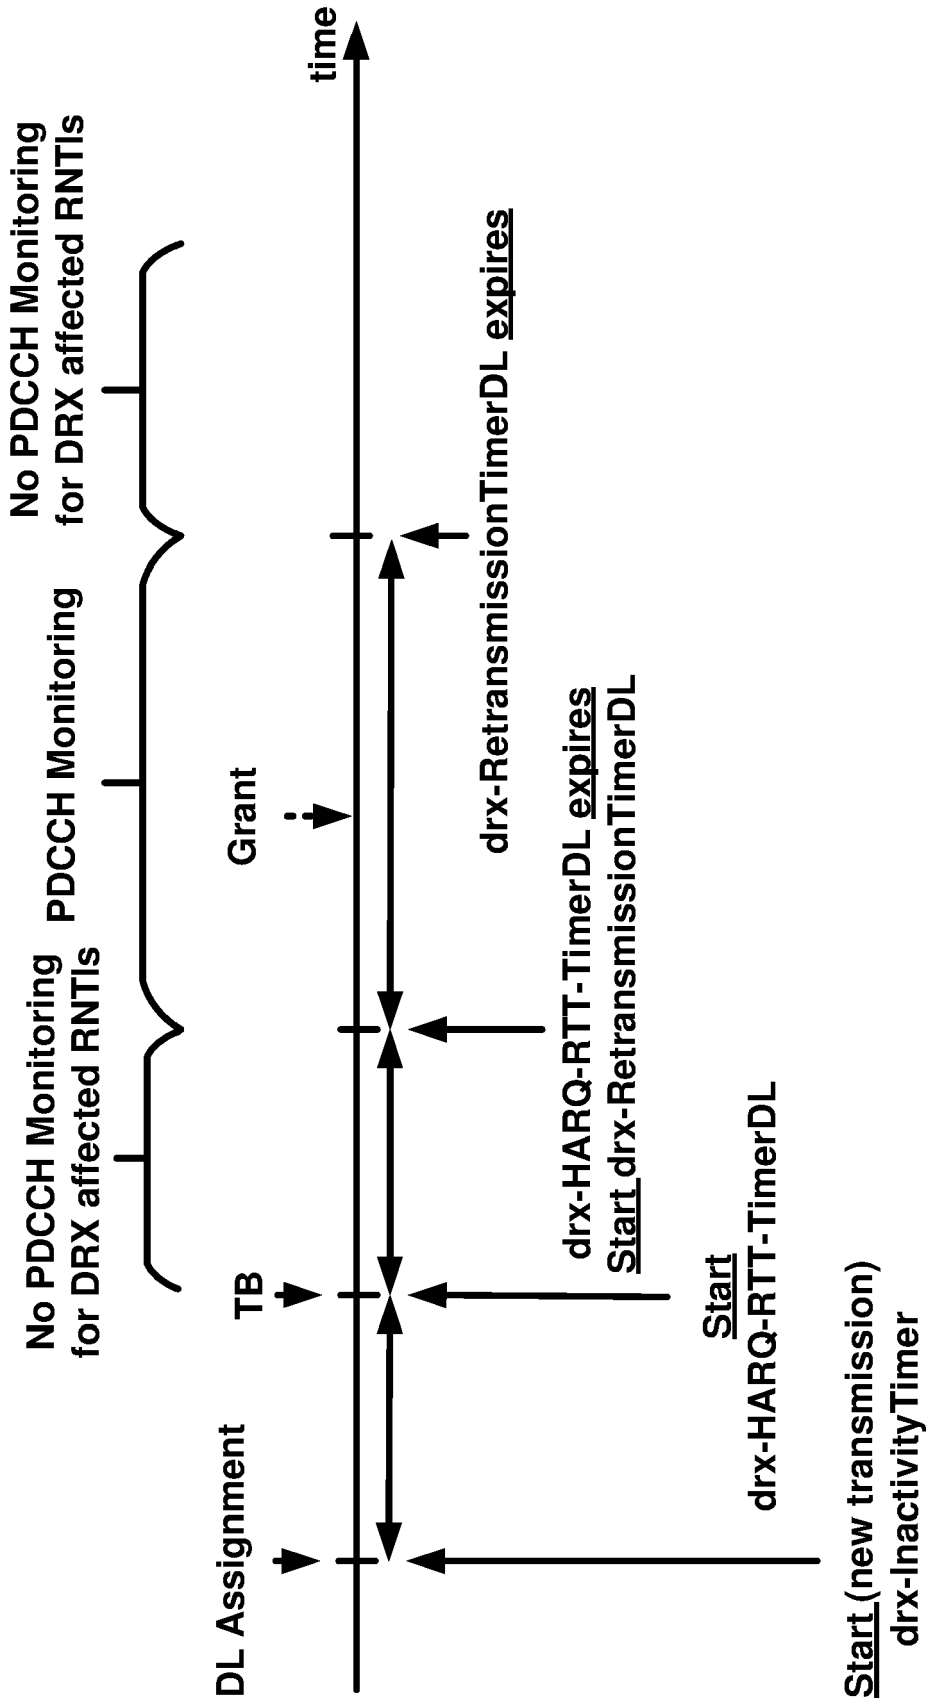 No PDCCH Monitoring
for DRX affected RNTIs
PDCCH Monitoring
No PDCCH Monitoring
for DRX affected RNTIs
DL Assignment
TB
Grant
time
drx-RetransmissionTimerDL expires
drx-HARQ-RTT-TimerDL expires
Start drx-RetransmissionTimerDL
Start
drx-HARQ-RTT-TimerDL
Start (new transmission)
drx-InactivityTimer